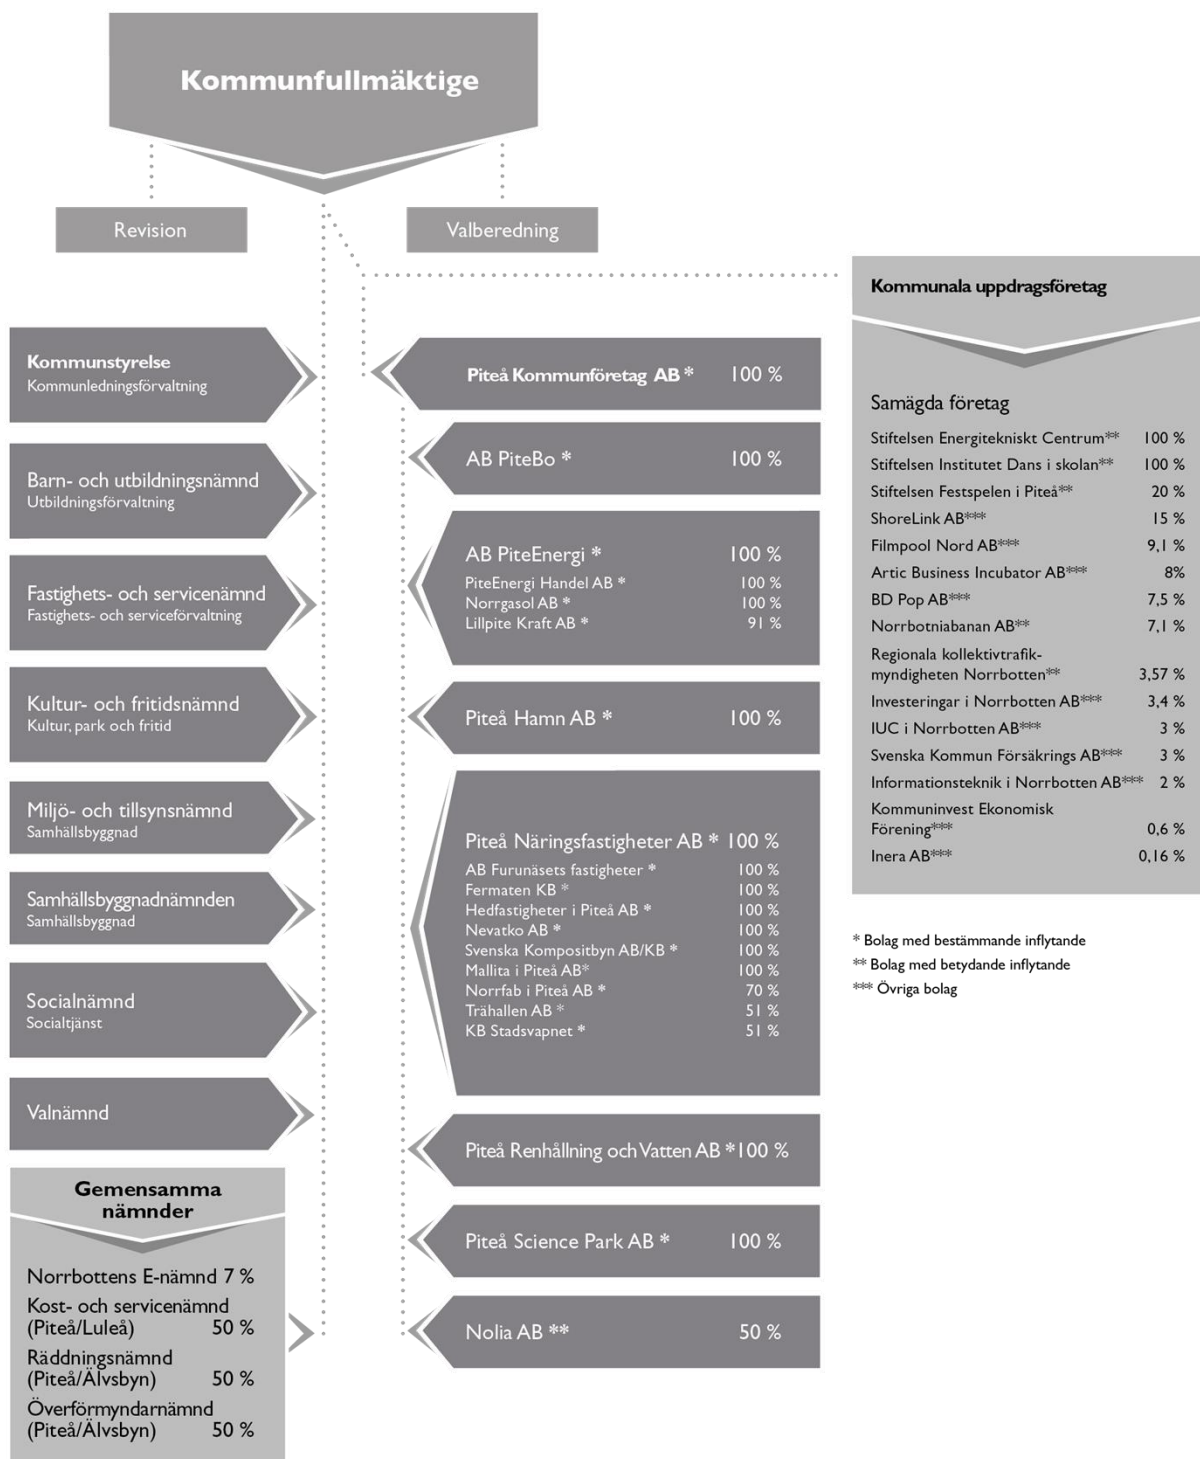 Kommunfullmäktige
Revision
Valberedning
Kommunstyrelse
Kommunledningsförvaltning
Barn- och utbildningsnämnd
Utbildningsförvaltning
Fastighets- och servicenämnd
Fastighets- och serviceförvaltning
Kultur- och fritidsnämnd
Kultur, park och fritid
Miljö- och tillsynsnämnd
Samhällsbyggnad
Samhällsbyggnadnämnden
Samhällsbyggnad
Socialnämnd
Socialtjänst
Valnämnd
Gemensamma
nämnder
Norrbottens E-nämnd 7 %
Kost- och servicenämnd
(Piteå/Luleå) 50 %
Räddningsnämnd
(Piteå/Älvsbyn) 50 %
Överförmyndarnämnd
(Piteå/Älvsbyn) 50 %
Piteå Kommunföretag AB * 100 %
AB PiteBo * 100 %
AB PiteEnergi * 100 %
PiteEnergi Handel AB * 100 %
Norrgasol AB * 100 %
Lillpite Kraft AB * 91 %
Piteå Hamn AB * 100 %
Piteå Näringsfastigheter AB * 100 %
AB Furunäsets fastigheter * 100 %
Fermaten KB * 100 %
Hedfastigheter i Piteå AB * 100 %
Nevatko AB * 100 %
Svenska Kompositbyn AB/KB * 100 %
Mallita i Piteå AB* 100 %
Norrfab i Piteå AB * 70 %
Trähallen AB * 51 %
KB Stadsvapnet * 51 %
Piteå Renhållning och Vatten AB *100 %
Piteå Science Park AB * 100 %
Nolia AB ** 50 %
Kommunala uppdragsföretag
Samägda företag
Stiftelsen Energitekniskt Centrum** 100 %
Stiftelsen Institutet Dans i skolan** 100 %
Stiftelsen Festspelen i Piteå** 20 %
ShoreLink AB*** 15 %
Filmpool Nord AB*** 9,1 %
Artic Business Incubator AB*** 8%
BD Pop AB*** 7,5 %
Norrbotniabanan AB** 7,1 %
Regionala kollektivtrafik-
myndigheten Norrbotten** 3,57 %
Investeringar i Norrbotten AB*** 3,4 %
IUC i Norrbotten AB*** 3 %
Svenska Kommun Försäkrings AB*** 3 %
Informationsteknik i Norrbotten AB*** 2 %
Kommuninvest Ekonomisk
Förening*** 0,6 %
Inera AB*** 0,16 %
* Bolag med bestämmande inflytande
** Bolag med betydande inflytande
*** Övriga bolag